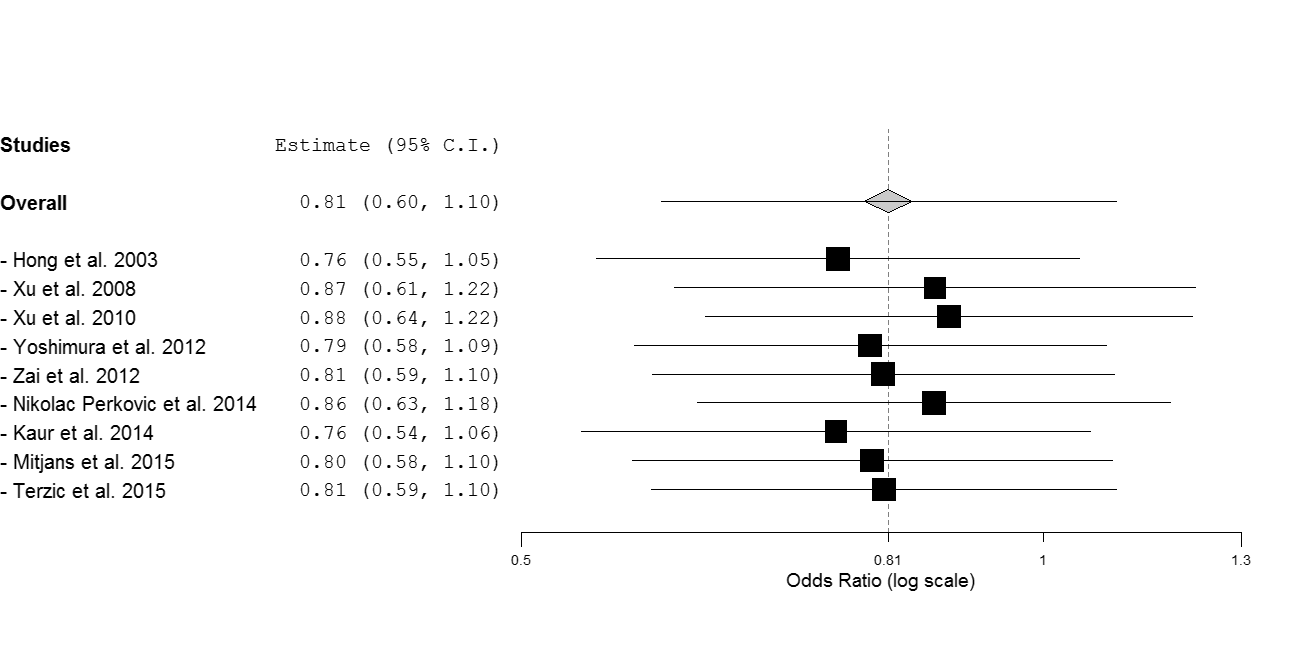 Studies Estimate (95% C.I.)
Overall 0.81 (0.60, 1.10)
- Hong et al. 2003 0.76 (0.55, 1.05)
- Xu et al. 2008 0.87 (0.61, 1.22)
- Xu et al. 2010 0.88 (0.64, 1.22)
- Yoshimura et al. 2012 0.79 (0.58, 1.09)
- Zai et al. 2012 0.81 (0.59, 1.10)
- Nikolac Perkovic et al. 2014 0.86 (0.63, 1.18)
- Kaur et al. 2014 0.76 (0.54, 1.06)
- Mitjans et al. 2015 0.80 (0.58, 1.10)
- Terzic et al. 2015 0.81 (0.59, 1.10)
0.5 0.81 1 1.3
Odds Ratio (log scale)